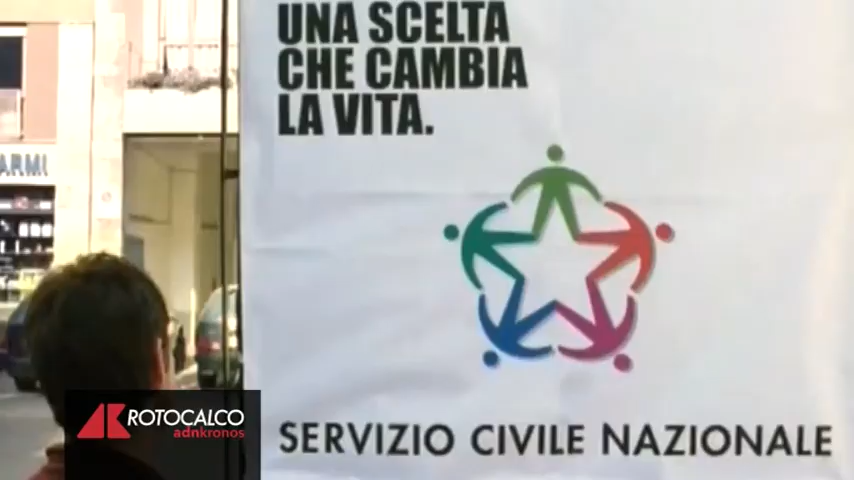 UNA SCELTA
CHE CAMBIA
LA VITA.
ARMI
ROTOCALCO
adnkronos
SERVIZIO CIVILE NAZIONALE